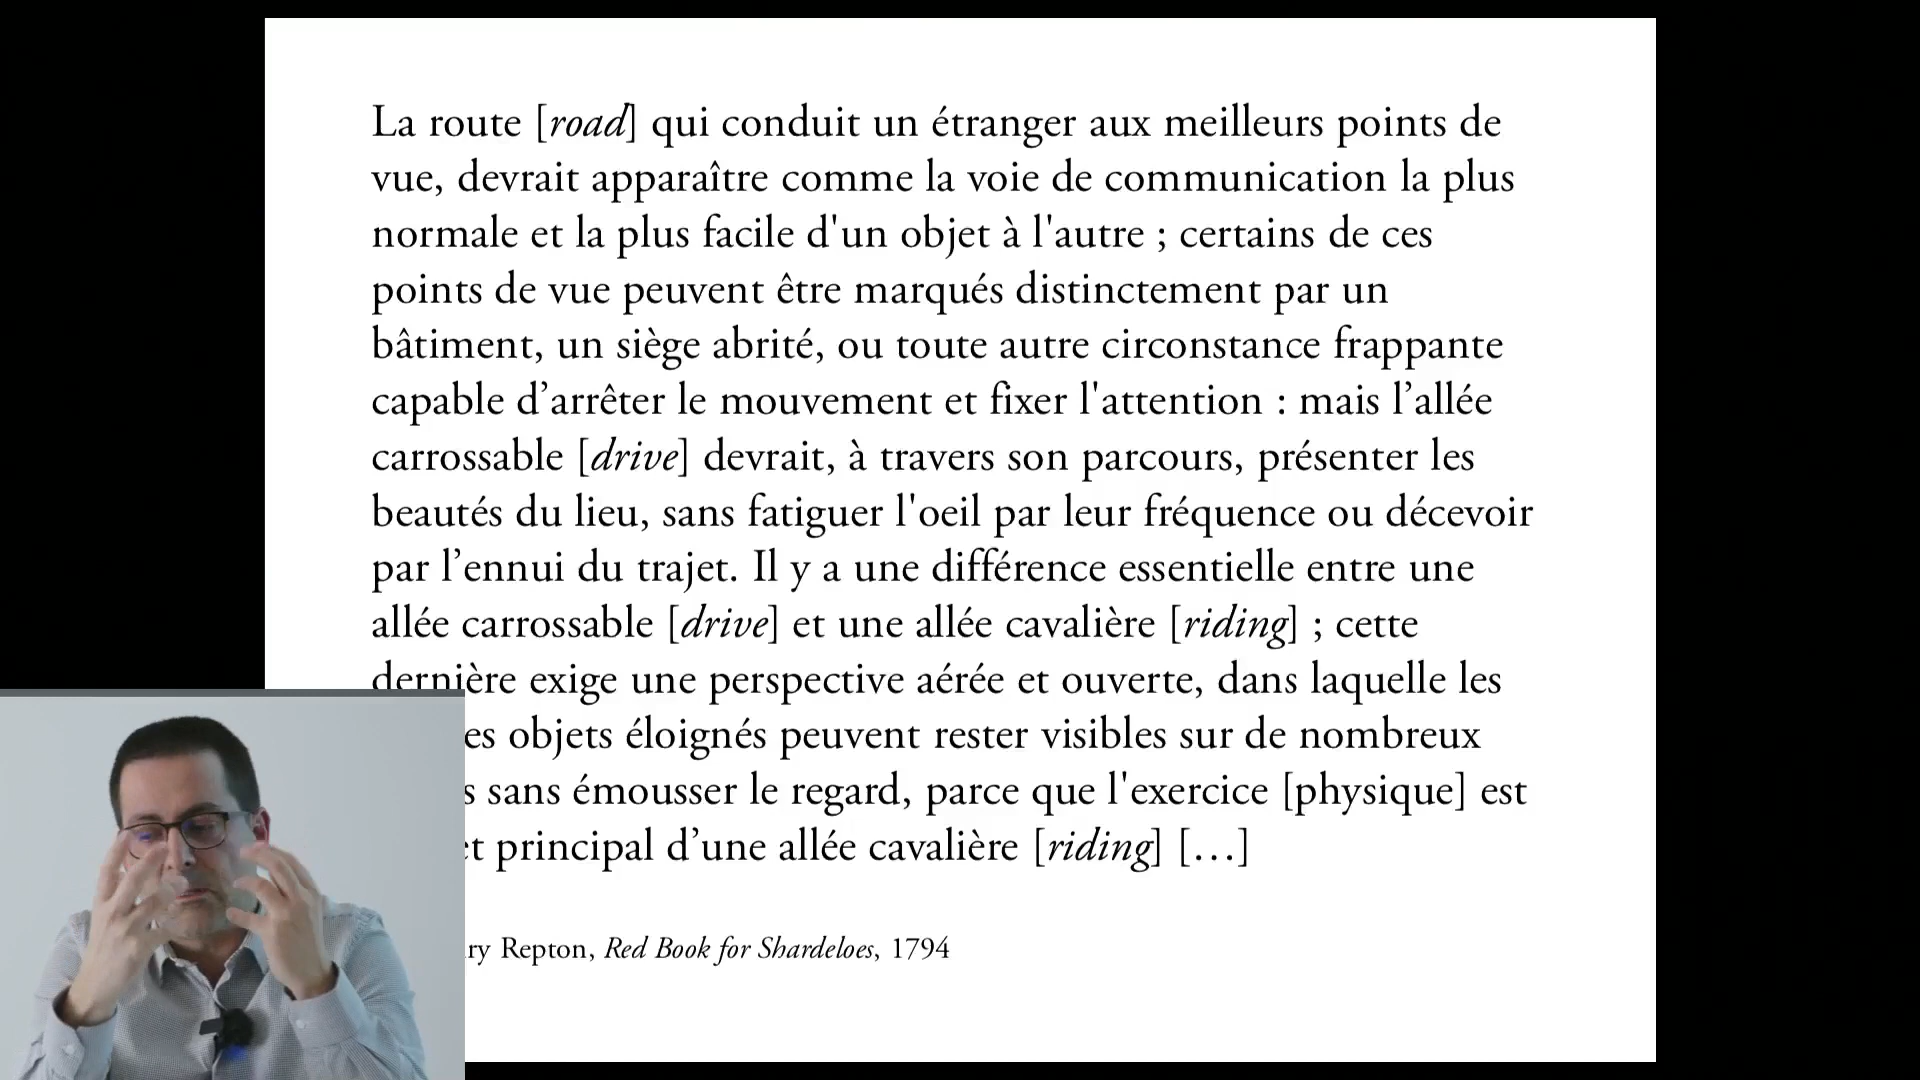 La route [road] qui conduit un étranger aux meilleurs points de
vue, devrait apparaître comme la voie de communication la plus
normale et la plus facile d'un objet à l'autre ; certains de ces
points de vue peuvent être marqués distinctement par un
bâtiment, un siège abrité, ou toute autre circonstance frappante
capable d’arrêter le mouvement et fixer l'attention : mais l’allée
carrossable [drive] devrait, à travers son parcours, présenter les
beautés du lieu, sans fatiguer l'oeil par leur fréquence ou décevoir
par l’ennui du trajet. Il y a une différence essentielle entre une
allée carrossable [drive] et une allée cavalière [riding] ; cette
dernière exige une perspective aérée et ouverte, dans laquelle les
objets éloignés peuvent rester visibles sur de nombreux
sans émousser le regard, parce que l'exercice [physique] est
principal d’une allée cavalière [riding] […]
Repton, Red Book for Shardeloes, 1794